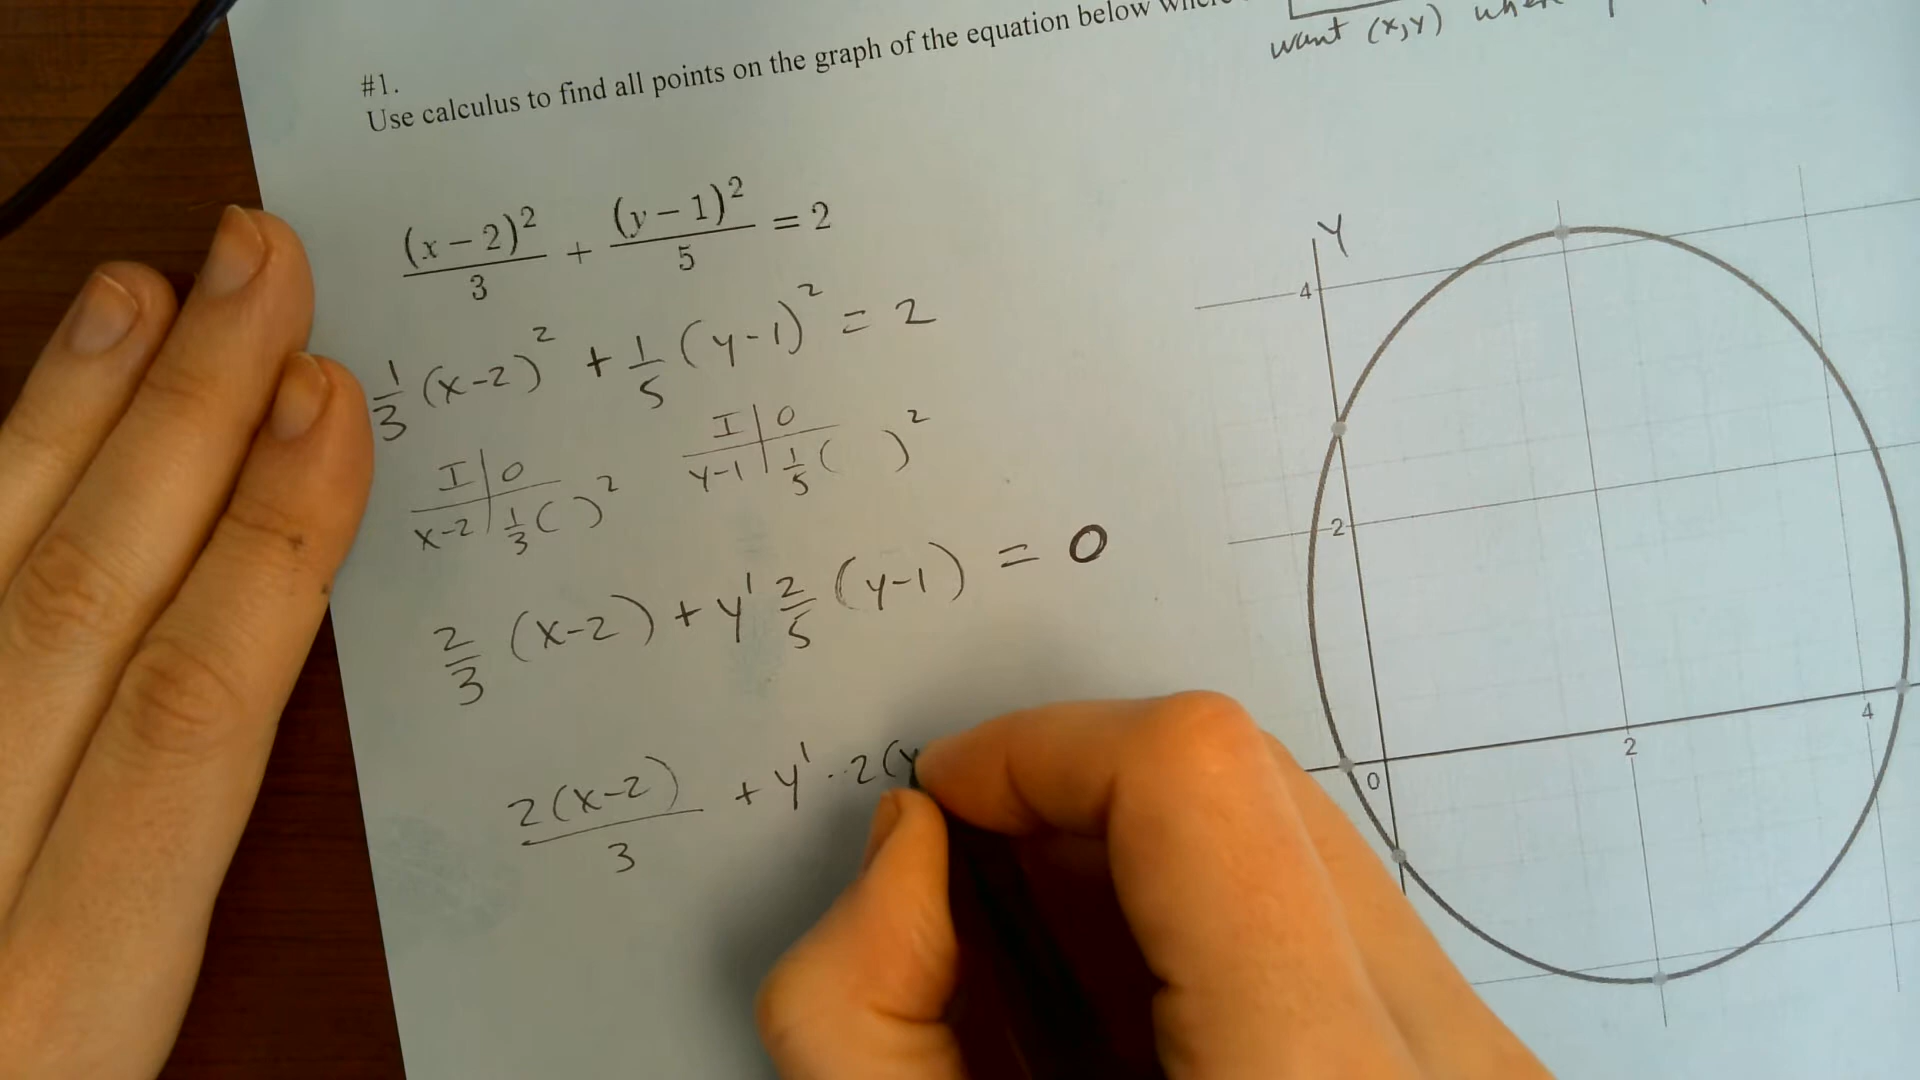 #1.
Use calculus to find all points on the graph of the equation below where
want (x,y) when
(x − 2)²/3 + (y − 1)²/5 = 2
1/3 (x-2)² + 1/5 (y-1)² = 2
I | O
x-2 | 1/3 ( )²
I | O
y-1 | 1/5 ( )²
2/3 (x-2) + y' 2/5 (y-1) = 0
2(x-2)/3 + y' · 2(y
Y
4
2
0
2
4